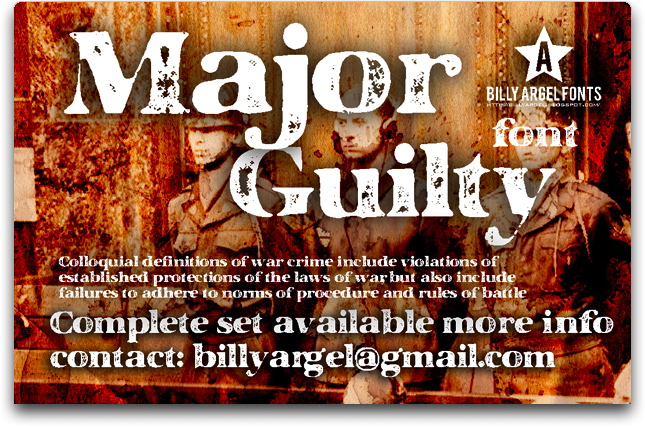 Major
Guilty
A
BILLY ARGEL FONTS
HTTP://BILLYARGEL.BLOGSPOT.COM/
font
Colloquial definitions of war crime include violations of
established protections of the laws of war but also include
failures to adhere to norms of procedure and rules of battle
Complete set available more info
contact: billyargel@gmail.com